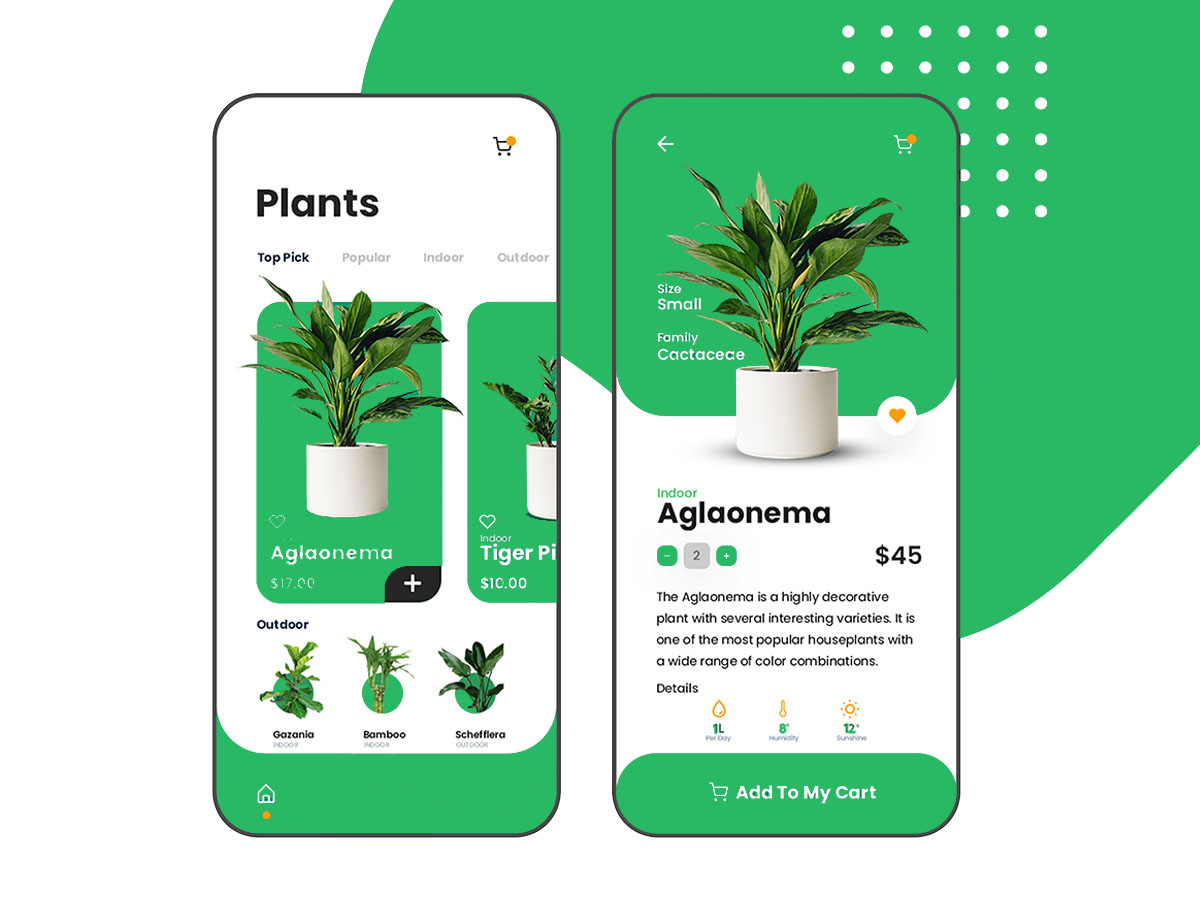 Plants
Top Pick Popular Indoor Outdoor
Aglaonema
$17.00
Indoor
Tiger Pi
$10.00
Outdoor
Gazania
INDOOR
Bamboo
INDOOR
Schefflera
OUTDOOR
Size
Small
Family
Cactacece
Indoor
Aglaonema
− 2 +
$45
The Aglaonema is a highly decorative
plant with several interesting varieties. It is
one of the most popular houseplants with
a wide range of color combinations.
Details
1L
Per Day
8°
Humidity
12°
Sunshine
Add To My Cart